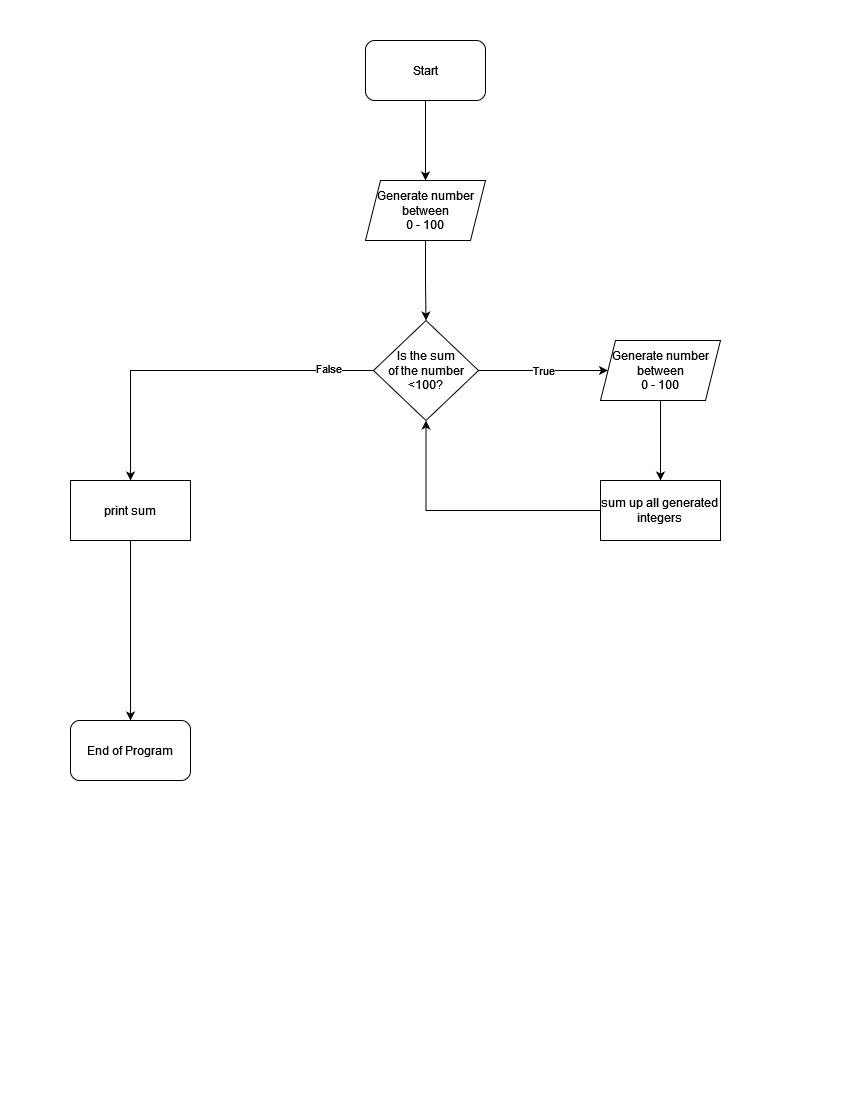 Start
Generate number
between
0 - 100
Is the sum
of the number
<100?
False
True
Generate number
between
0 - 100
print sum
sum up all generated
integers
End of Program